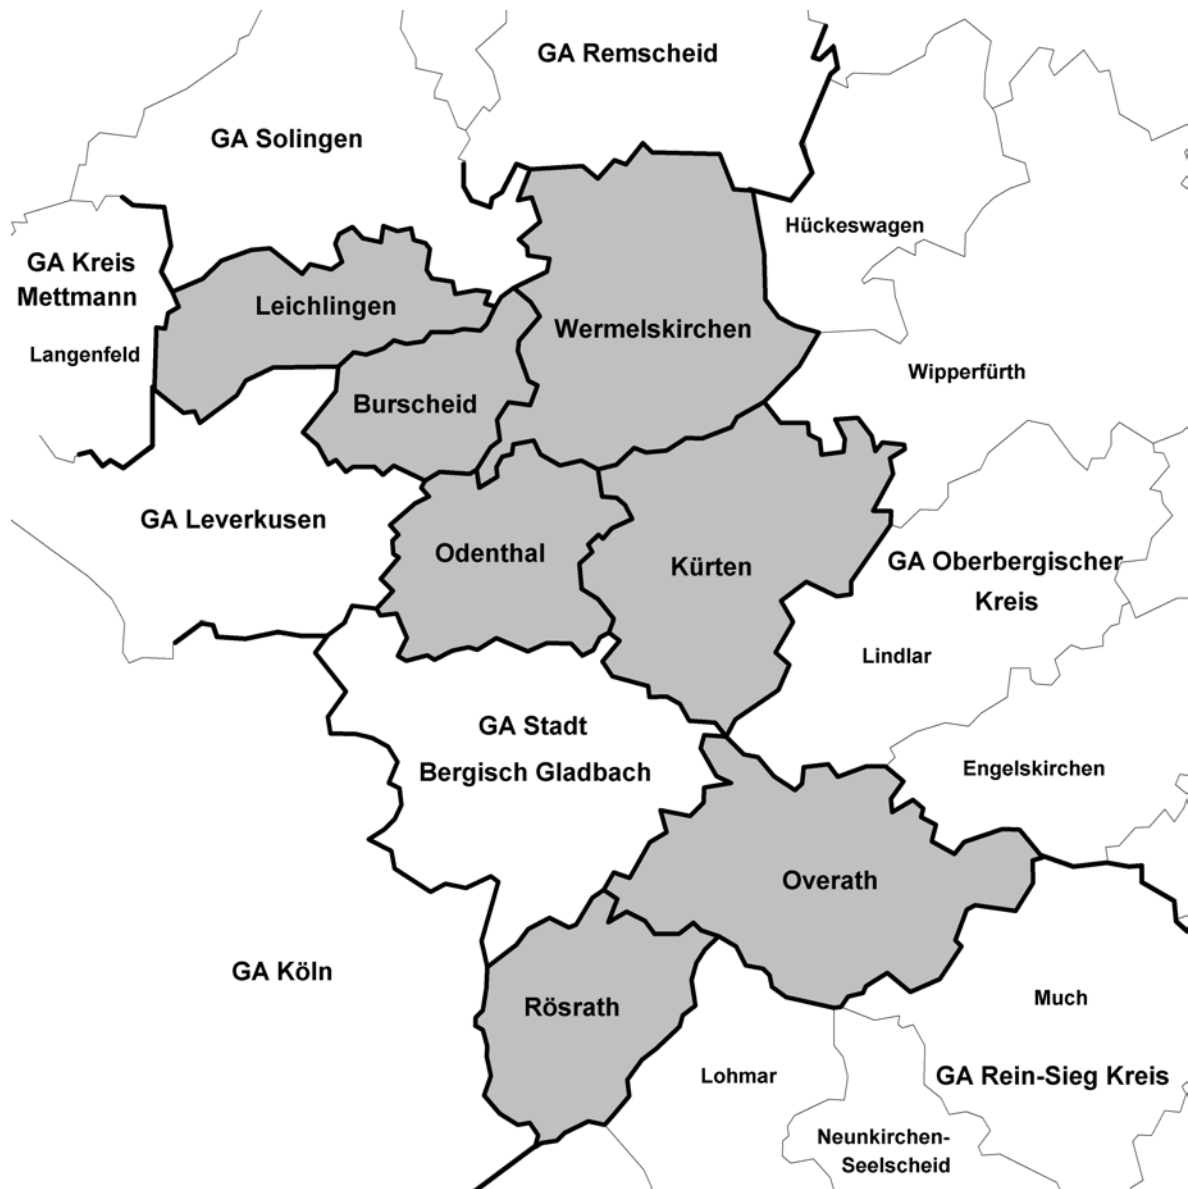 GA Remscheid
GA Solingen
Hückeswagen
GA Kreis
Mettmann
Leichlingen
Wermelskirchen
Langenfeld
Wipperfürth
Burscheid
GA Leverkusen
Odenthal
Kürten
GA Oberbergischer
Kreis
Lindlar
GA Stadt
Bergisch Gladbach
Engelskirchen
Overath
GA Köln
Much
Rösrath
Lohmar
GA Rein-Sieg Kreis
Neunkirchen-
Seelscheid